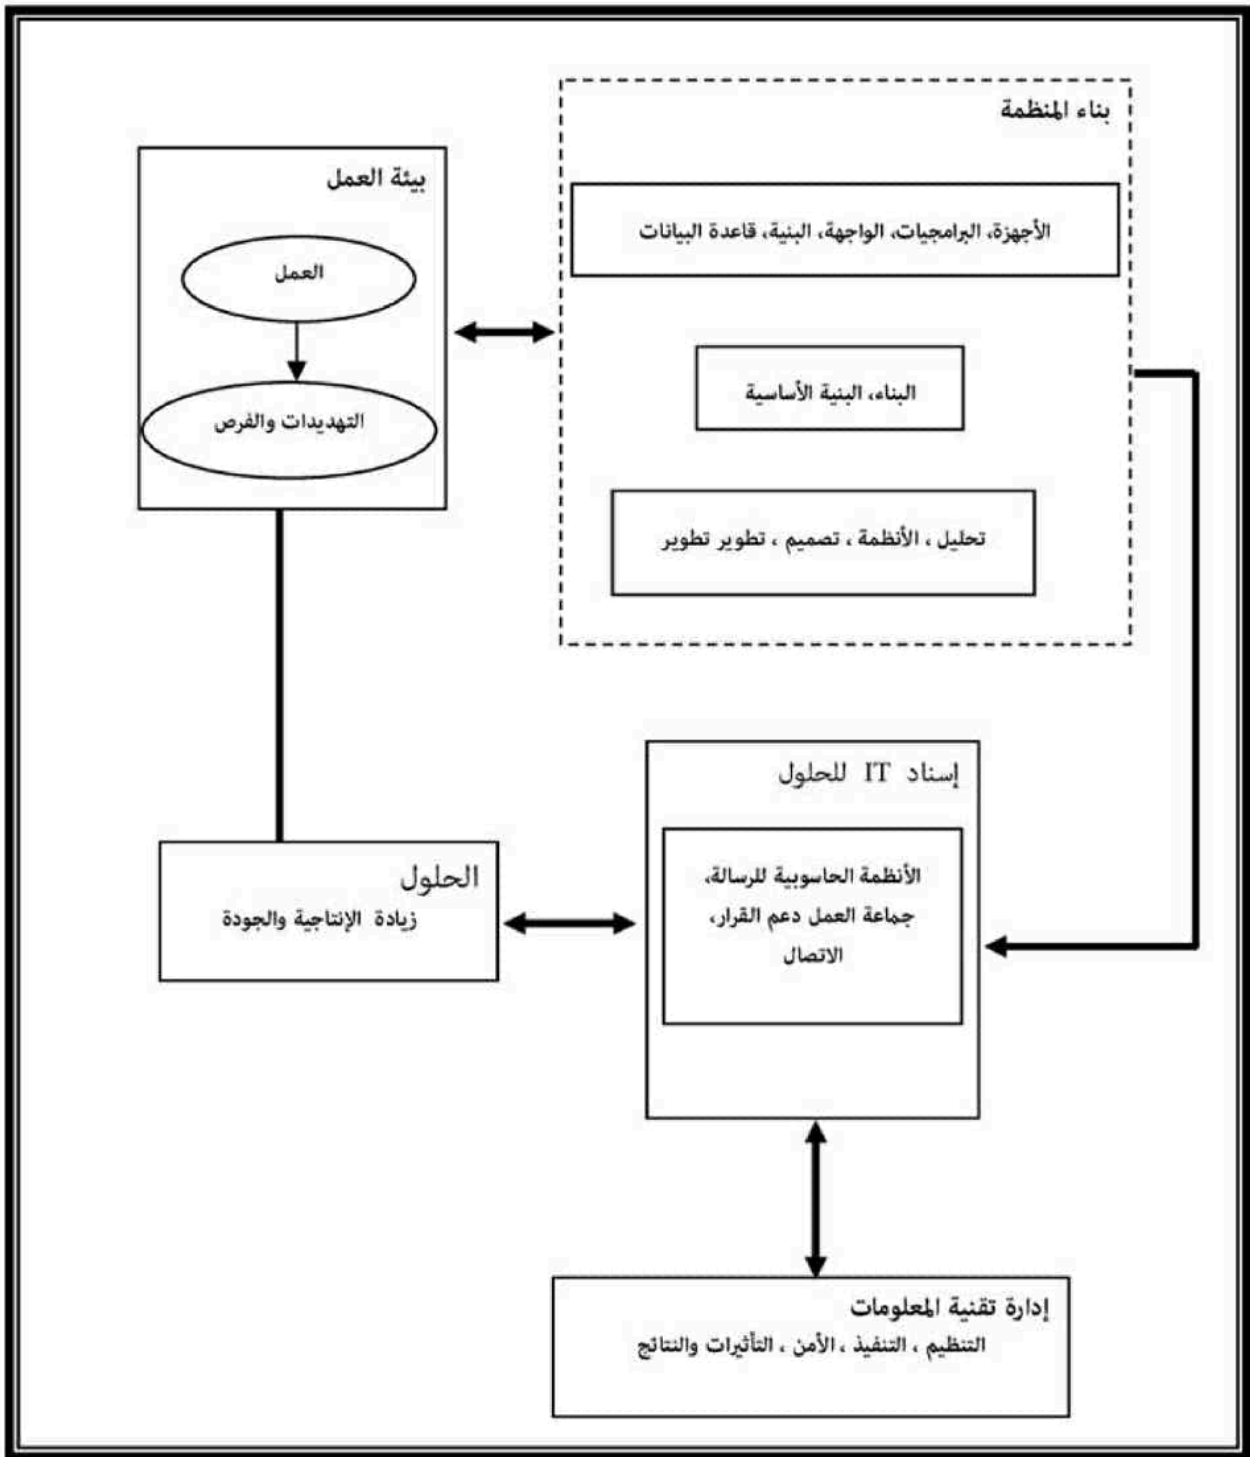 بناء المنظمة
الأجهزة، البرامجيات، الواجهة، البنية، قاعدة البيانات
البناء، البنية الأساسية
تحليل ، الأنظمة ، تصميم ، تطوير تطوير
بيئة العمل
العمل
التهديدات والفرص
إسناد IT للحلول
الأنظمة الحاسوبية للرسالة،
جماعة العمل دعم القرار،
الاتصال
الحلول
زيادة الإنتاجية والجودة
إدارة تقنية المعلومات
التنظيم ، التنفيذ ، الأمن ، التأثيرات والنتائج